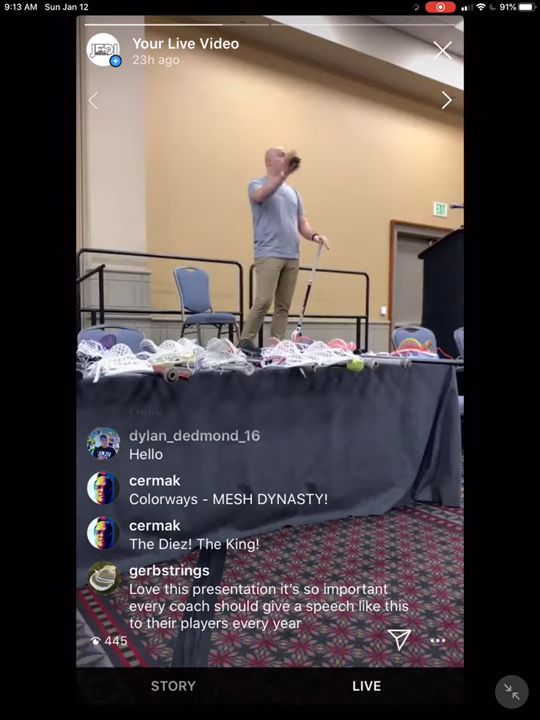 9:13 AM Sun Jan 12
91%
JEDI
Your Live Video
23h ago
EXIT
dylan_dedmond_16
Hello
cermak
Colorways - MESH DYNASTY!
cermak
The Diez! The King!
gerbstrings
Love this presentation it's so important
every coach should give a speech like this
to their players every year
445
STORY
LIVE